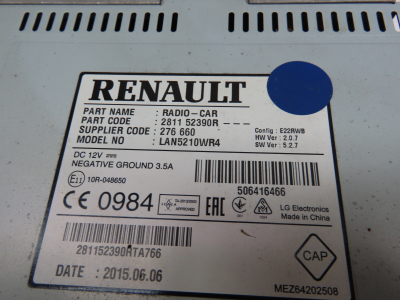 RENAULT
PART NAME : RADIO-CAR
PART CODE : 2811 52390R - - -
SUPPLIER CODE : 276 660
MODEL NO : LAN5210WR4
Config : E22RWB
HW Ver : 2.0.7
SW Ver : 5.2.7
DC 12V
NEGATIVE GROUND 3.5A
E11 10R-048650
506416466
CE 0984
EAC
LG Electronics
Made in China
281152390RTA766
DATE : 2015.06.06
CAP
MEZ64202508